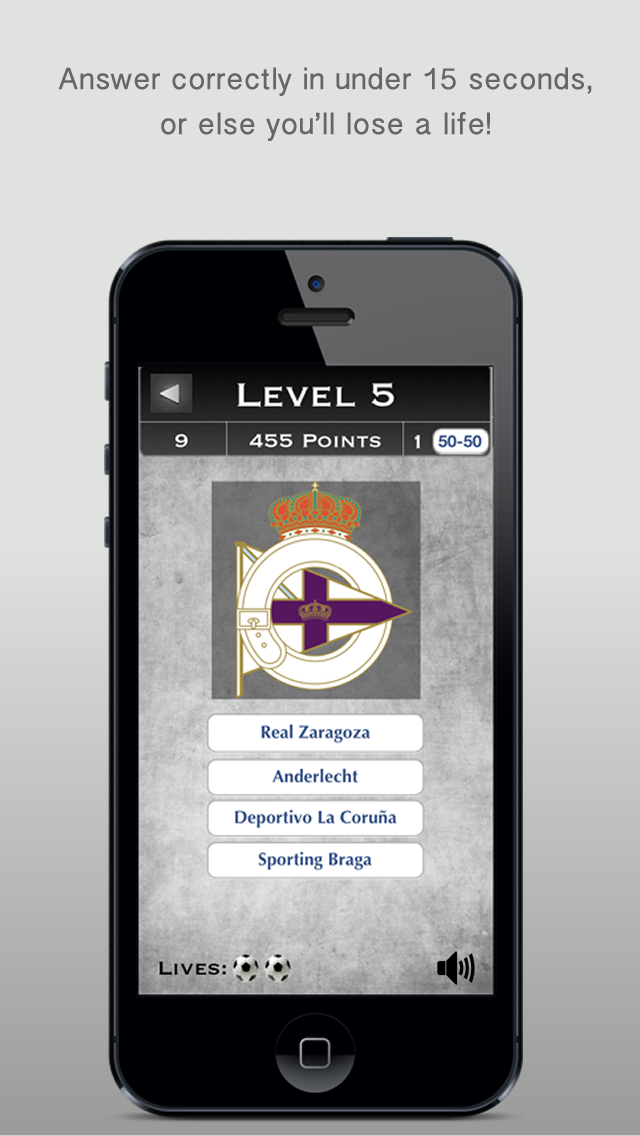 Answer correctly in under 15 seconds,
or else you'll lose a life!
LEVEL 5
9 455 POINTS 1 50-50
Real Zaragoza
Anderlecht
Deportivo La Coruña
Sporting Braga
LIVES: